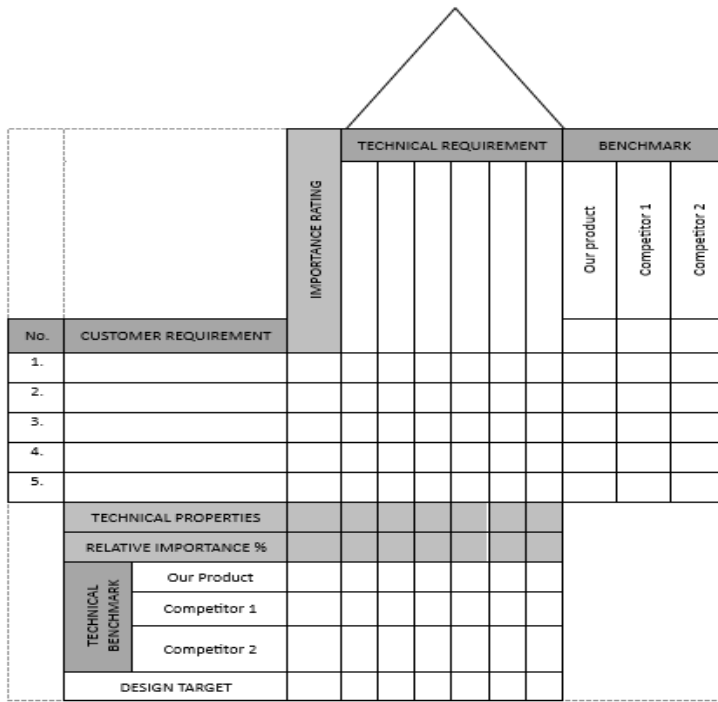 TECHNICAL REQUIREMENT
BENCHMARK
IMPORTANCE RATING
Our product
Competitor 1
Competitor 2
No.
CUSTOMER REQUIREMENT
1.
2.
3.
4.
5.
TECHNICAL PROPERTIES
RELATIVE IMPORTANCE %
TECHNICAL
BENCHMARK
Our Product
Competitor 1
Competitor 2
DESIGN TARGET